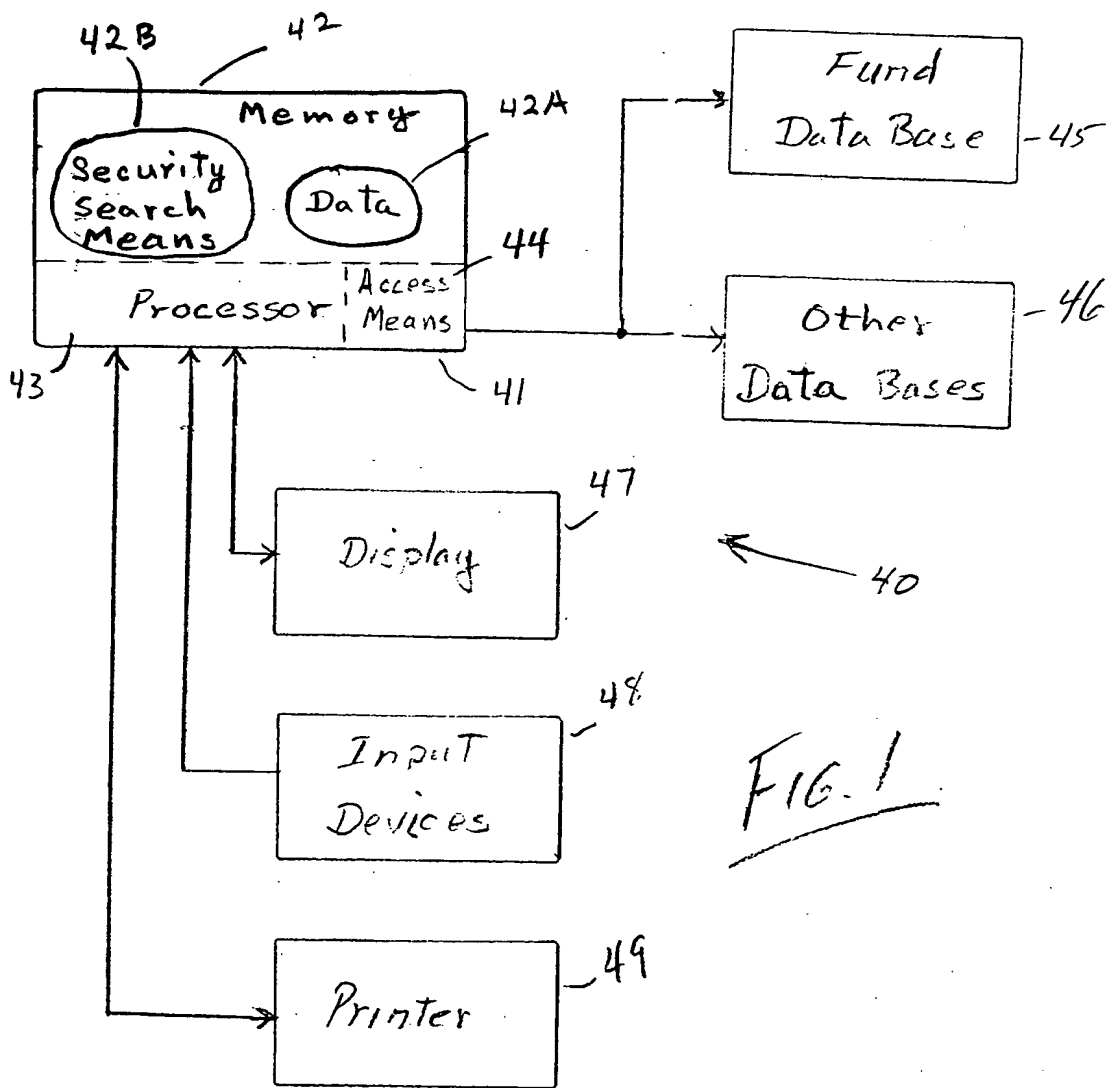 42B
42
Memory
42A
Security
Search
Means
Data
44
Processor
Access
Means
43
41
Fund
Data Base
45
Other
Data Bases
46
Display
47
40
Input
Devices
48
FIG. 1
Printer
49